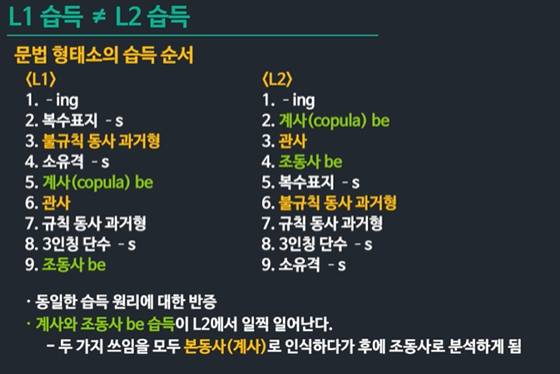 L1 습득 ≠ L2 습득
문법 형태소의 습득 순서
〈L1〉
1. -ing
2. 복수표지 -s
3. 불규칙 동사 과거형
4. 소유격 -s
5. 계사(copula) be
6. 관사
7. 규칙 동사 과거형
8. 3인칭 단수 -s
9. 조동사 be
〈L2〉
1. -ing
2. 계사(copula) be
3. 관사
4. 조동사 be
5. 복수표지 -s
6. 불규칙 동사 과거형
7. 규칙 동사 과거형
8. 3인칭 단수 -s
9. 소유격 -s
· 동일한 습득 원리에 대한 반증
· 계사와 조동사 be 습득이 L2에서 일찍 일어난다.
- 두 가지 쓰임을 모두 본동사(계사)로 인식하다가 후에 조동사로 분석하게 됨